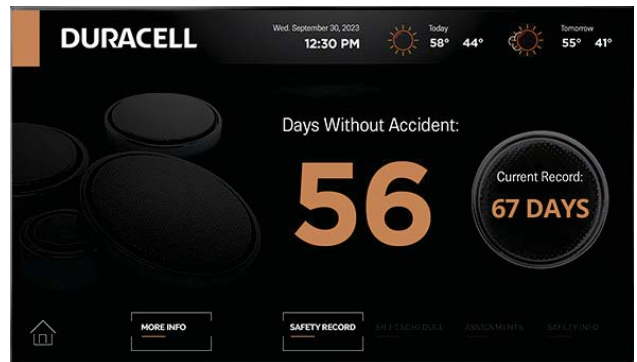 DURACELL
Wed. September 30, 2023
12:30 PM
Today
58° 44°
Tomorrow
55° 41°
Days Without Accident:
56
Current Record:
67 DAYS
MORE INFO
SAFETY RECORD
SHIFT SCHEDULE
ASSIGNMENTS
SAFETY INFO